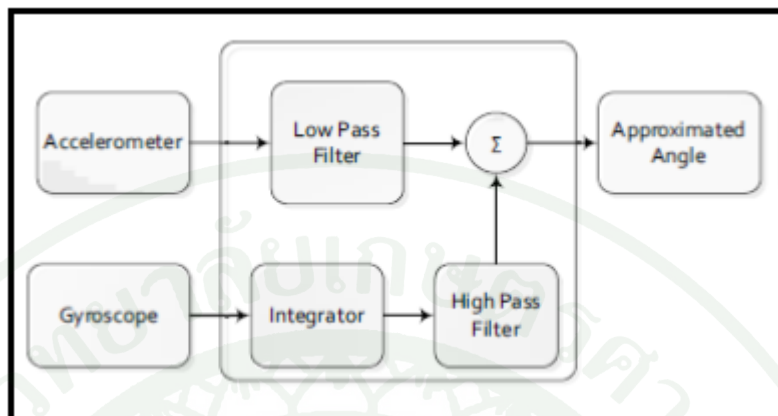 Accelerometer
Low Pass
Filter
Σ
Approximated
Angle
Gyroscope
Integrator
High Pass
Filter